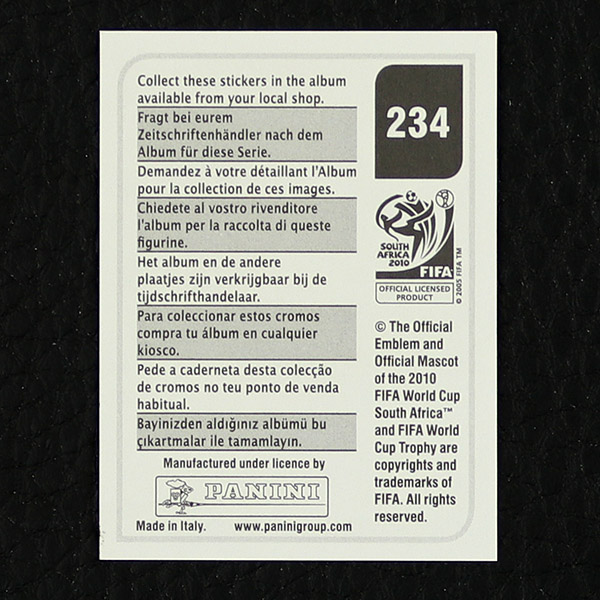 Collect these stickers in the album
available from your local shop.
Fragt bei eurem
Zeitschriftenhändler nach dem
Album für diese Serie.
Demandez à votre détaillant l'Album
pour la collection de ces images.
Chiedete al vostro rivenditore
l'album per la raccolta di queste
figurine.
Het album en de andere
plaatjes zijn verkrijgbaar bij de
tijdschrifthandelaar.
Para coleccionar estos cromos
compra tu álbum en cualquier
kiosco.
Pede a caderneta desta colecção
de cromos no teu ponto de venda
habitual.
Bayinizden aldığınız albümü bu
çıkartmalar ile tamamlayın.
Manufactured under licence by
PANINI
Made in Italy. www.paninigroup.com
234
SOUTH
AFRICA
2010
FIFA
OFFICIAL LICENSED
PRODUCT
© 2005 FIFA TM
© The Official
Emblem and
Official Mascot
of the 2010
FIFA World Cup
South Africa™
and FIFA World
Cup Trophy are
copyrights and
trademarks of
FIFA. All rights
reserved.